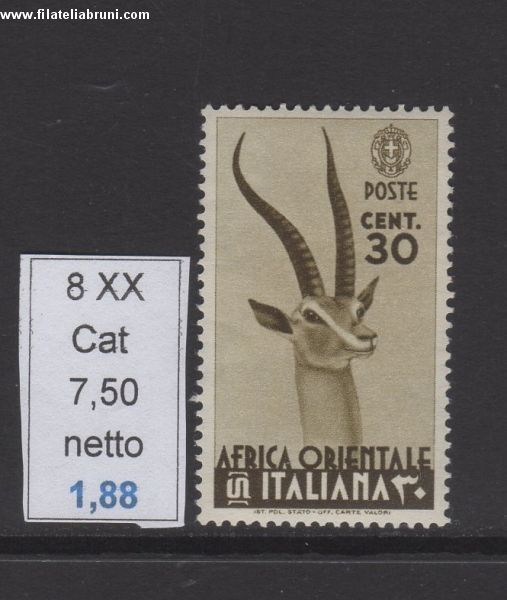 www.filateliabruni.com
8 XX
Cat
7,50
netto
1,88
POSTE
CENT.
30
AFRICA ORIENTALE
ITALIANA ٣٠
IST. POL. STATO - OFF. CARTE VALORI